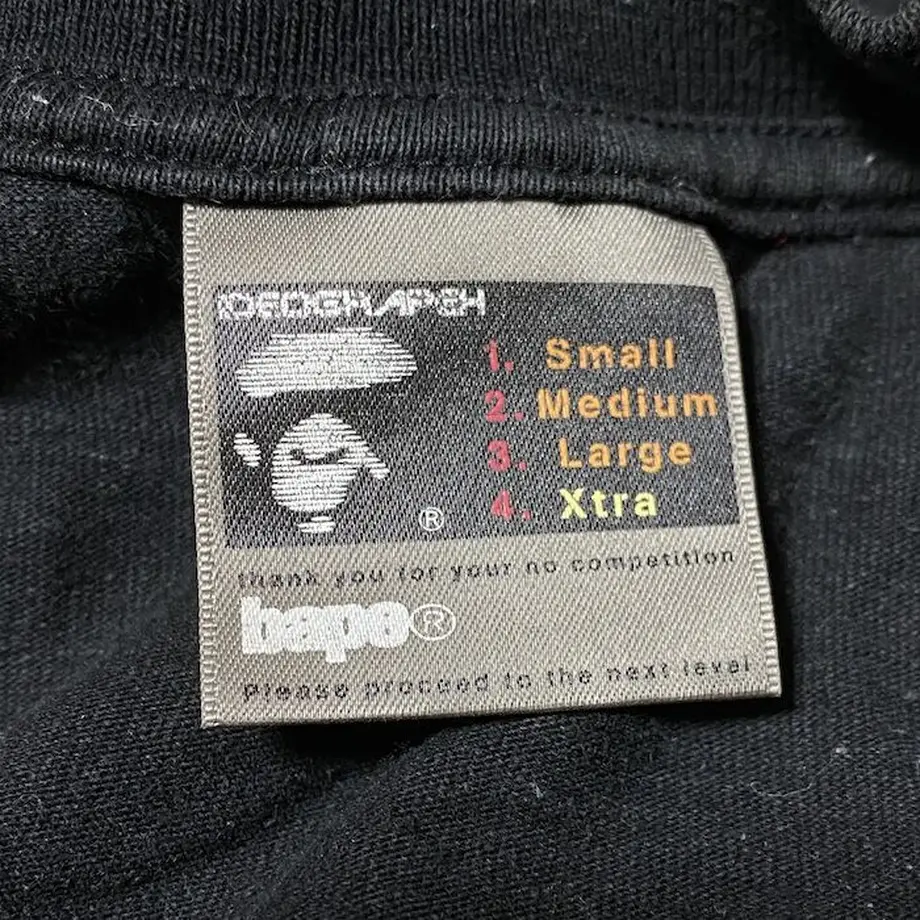 1. Small
2. Medium
3. Large
4. Xtra
®
thank you for your no competition
bape®
Please proceed to the next level